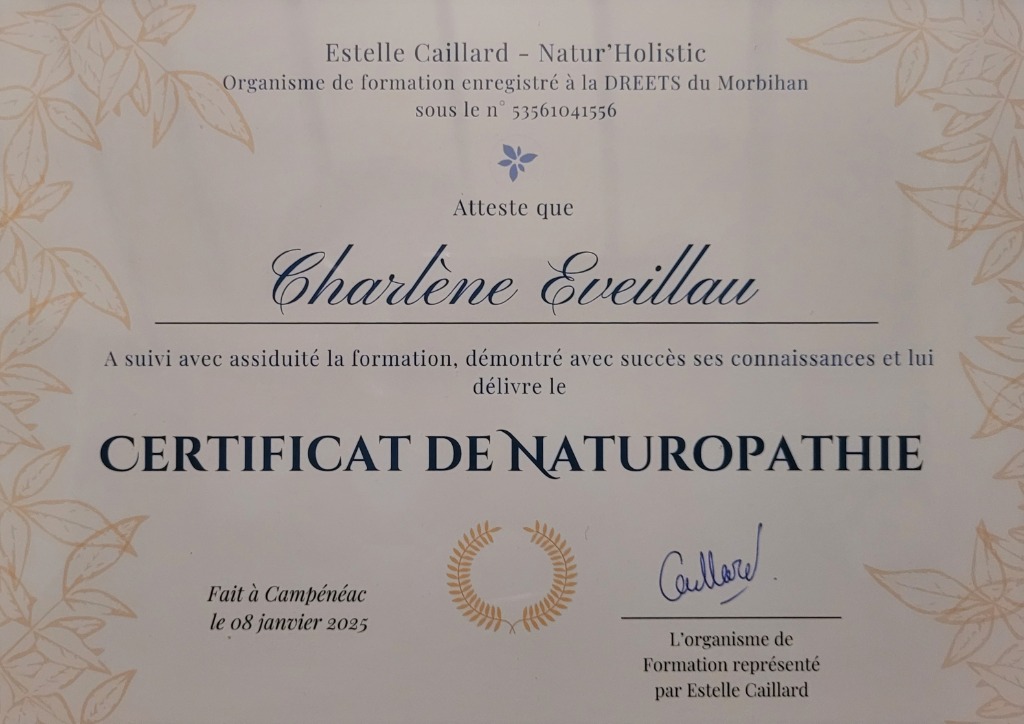 Estelle Caillard – Natur'Holistic
Organisme de formation enregistré à la DREETS du Morbihan
sous le n° 53561041556
Atteste que
Charlène Eveillau
A suivi avec assiduité la formation, démontré avec succès ses connaissances et lui
délivre le
Certificat de Naturopathie
Fait à Campénéac
le 08 janvier 2025
Caillard
L'organisme de
Formation représenté
par Estelle Caillard